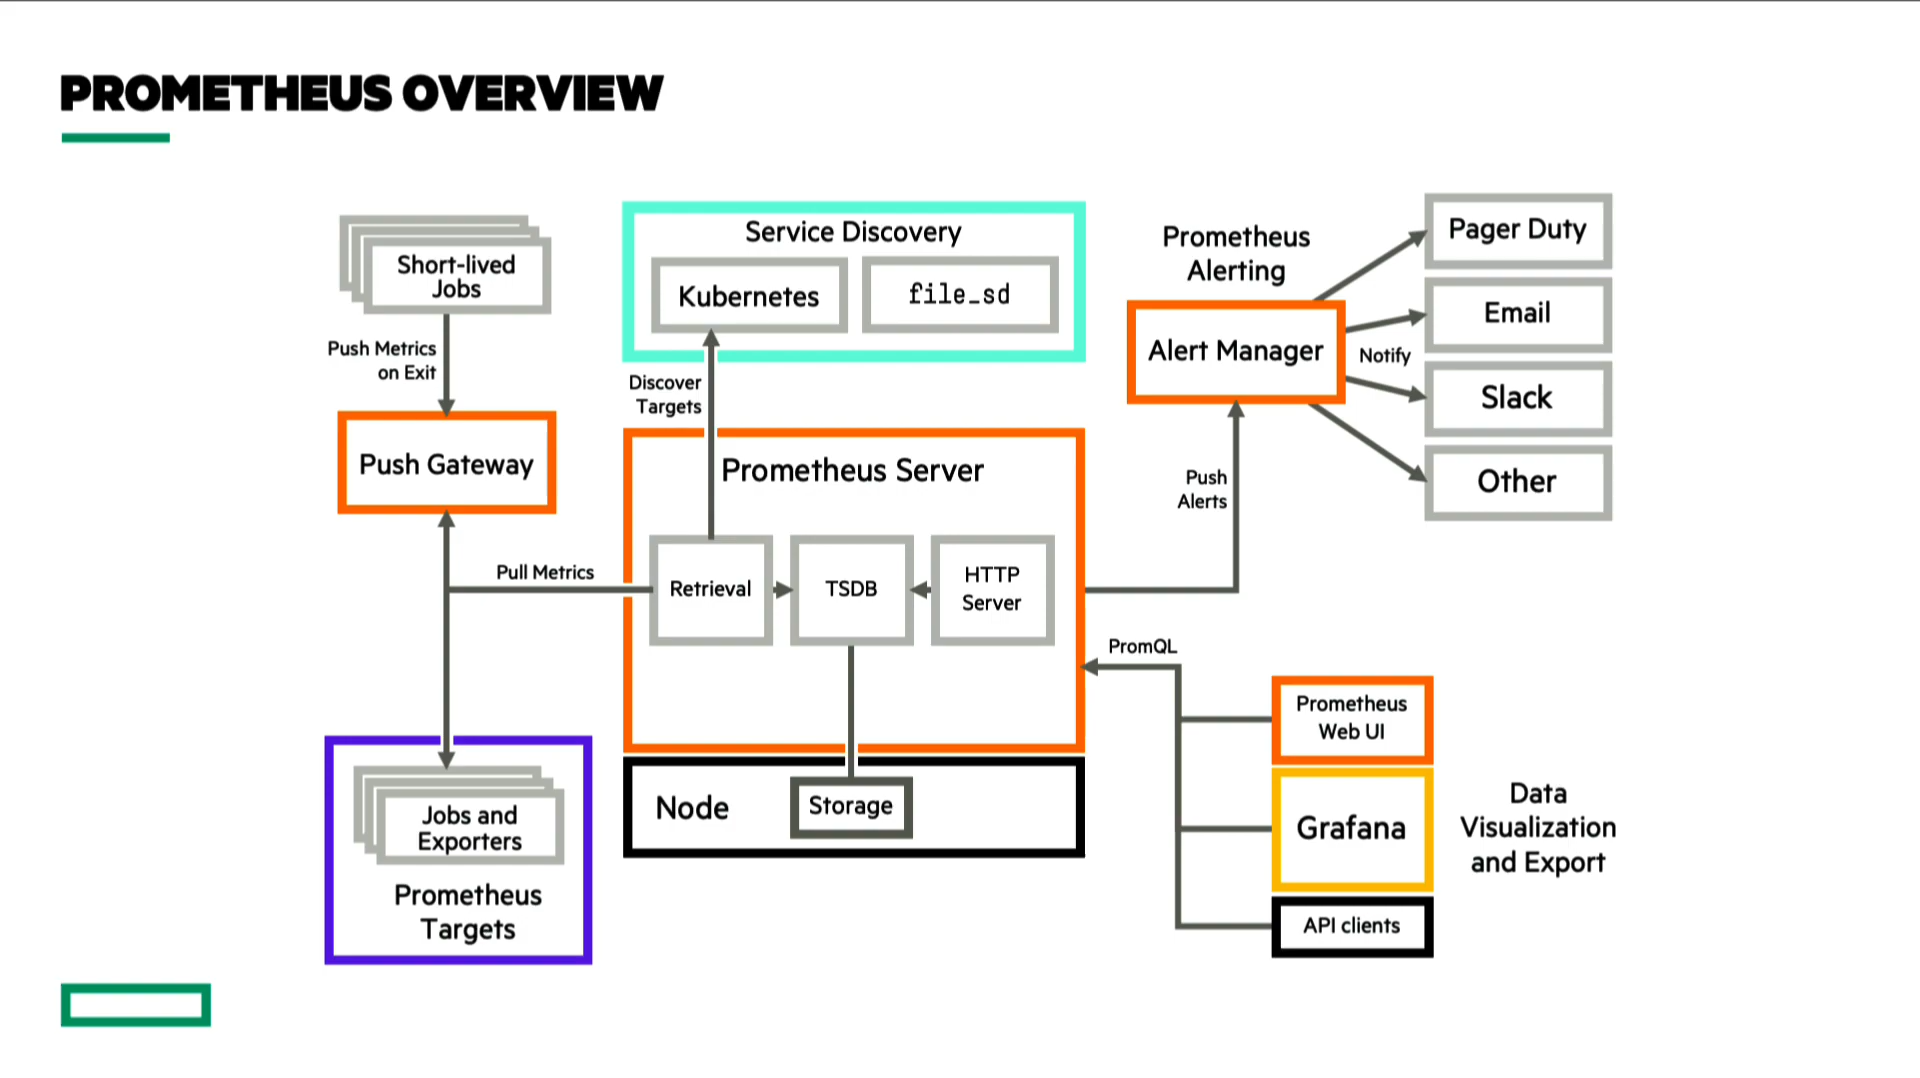 PROMETHEUS OVERVIEW
Short-lived
Jobs
Push Metrics
on Exit
Push Gateway
Pull Metrics
Jobs and
Exporters
Prometheus
Targets
Service Discovery
Kubernetes
file_sd
Discover
Targets
Prometheus Server
Retrieval
TSDB
HTTP
Server
Node
Storage
Prometheus
Alerting
Alert Manager
Notify
Push
Alerts
Pager Duty
Email
Slack
Other
PromQL
Prometheus
Web UI
Grafana
API clients
Data
Visualization
and Export